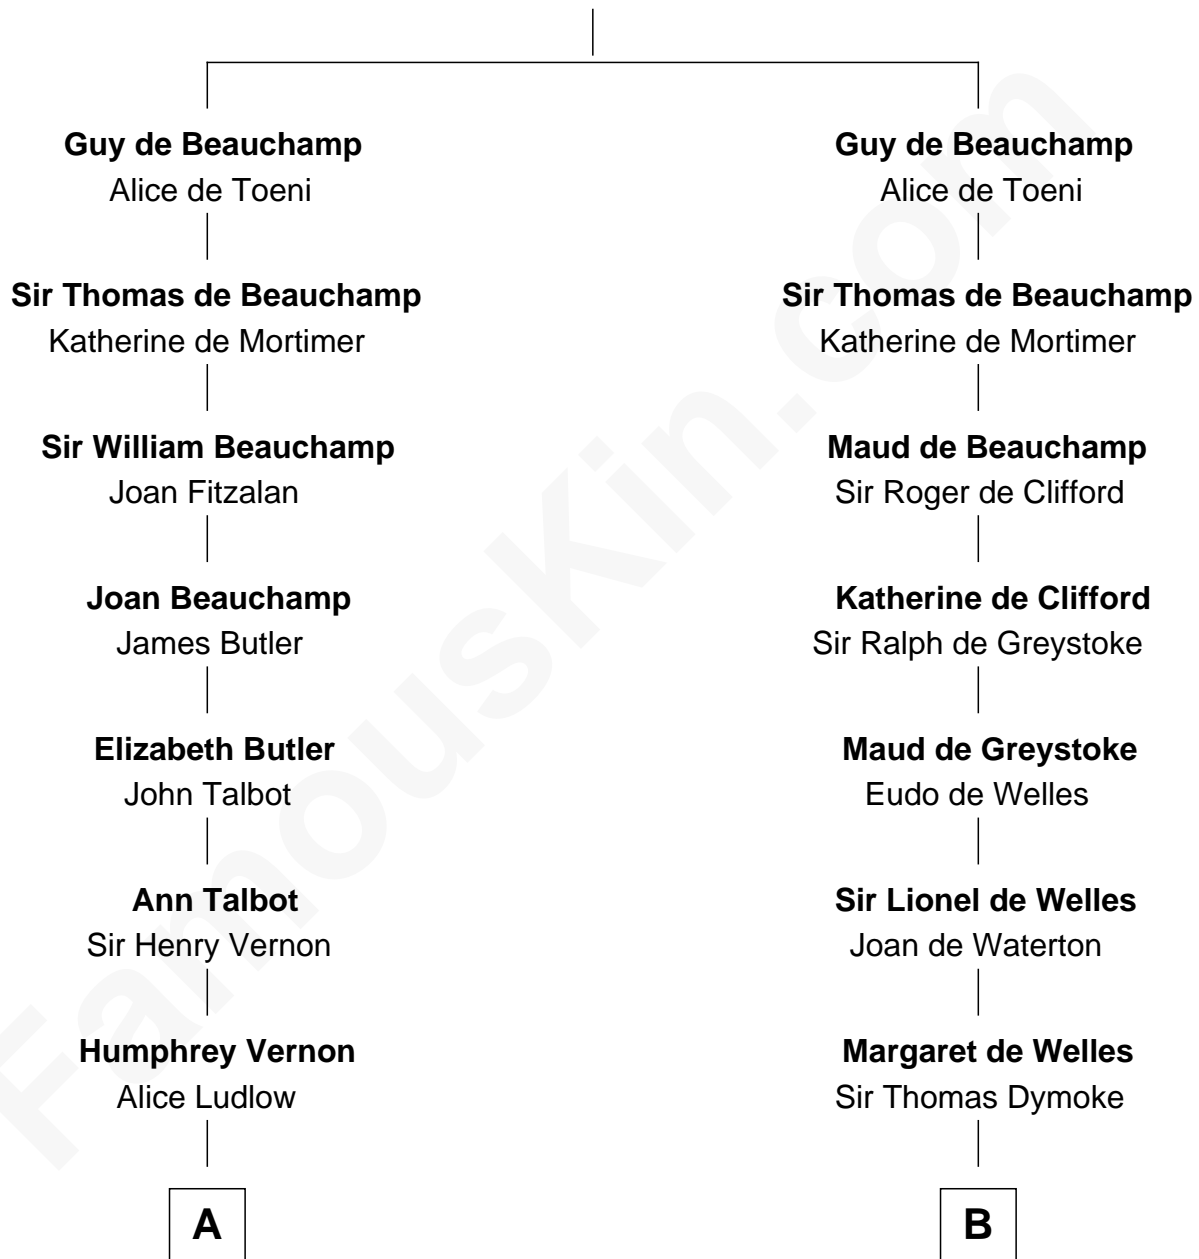 Guy de Beauchamp
Alice de Toeni
Sir Thomas de Beauchamp
Katherine de Mortimer
Sir William Beauchamp
Joan Fitzalan
Joan Beauchamp
James Butler
Elizabeth Butler
John Talbot
Ann Talbot
Sir Henry Vernon
Humphrey Vernon
Alice Ludlow
A
Guy de Beauchamp
Alice de Toeni
Sir Thomas de Beauchamp
Katherine de Mortimer
Maud de Beauchamp
Sir Roger de Clifford
Katherine de Clifford
Sir Ralph de Greystoke
Maud de Greystoke
Eudo de Welles
Sir Lionel de Welles
Joan de Waterton
Margaret de Welles
Sir Thomas Dymoke
B
FamousKin.com